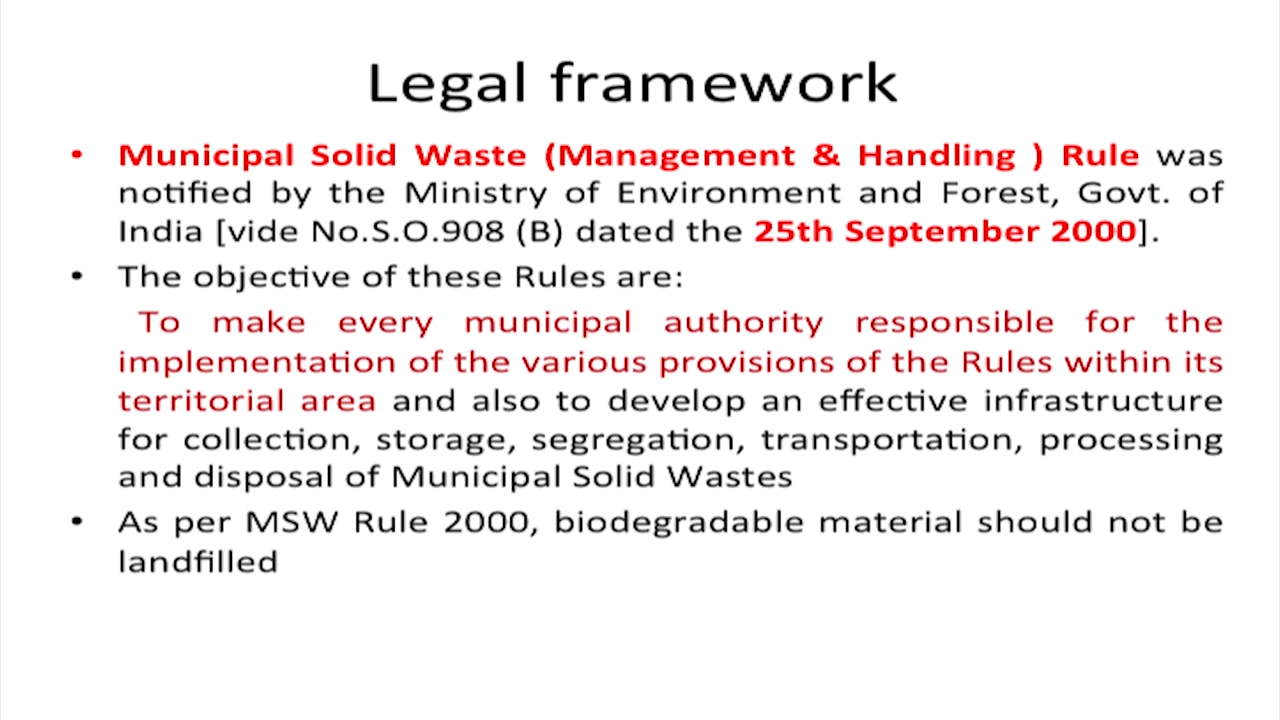 Legal framework
• Municipal Solid Waste (Management & Handling ) Rule was
notified by the Ministry of Environment and Forest, Govt. of
India [vide No.S.O.908 (B) dated the 25th September 2000].
• The objective of these Rules are:
To make every municipal authority responsible for the
implementation of the various provisions of the Rules within its
territorial area and also to develop an effective infrastructure
for collection, storage, segregation, transportation, processing
and disposal of Municipal Solid Wastes
• As per MSW Rule 2000, biodegradable material should not be
landfilled